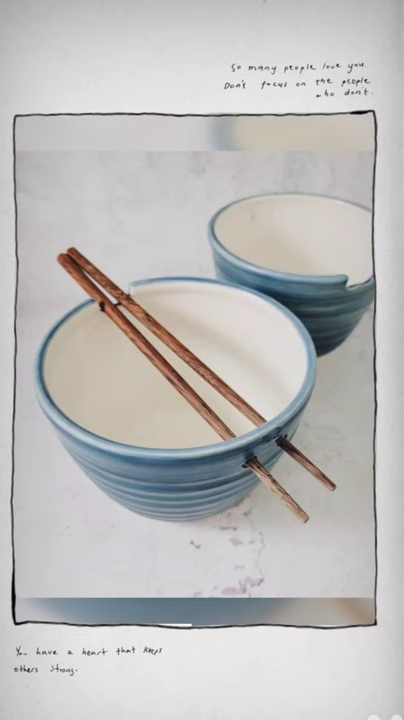 So many people love you.
Don't focus on the people
who don't.
You have a heart that keeps
others strong.